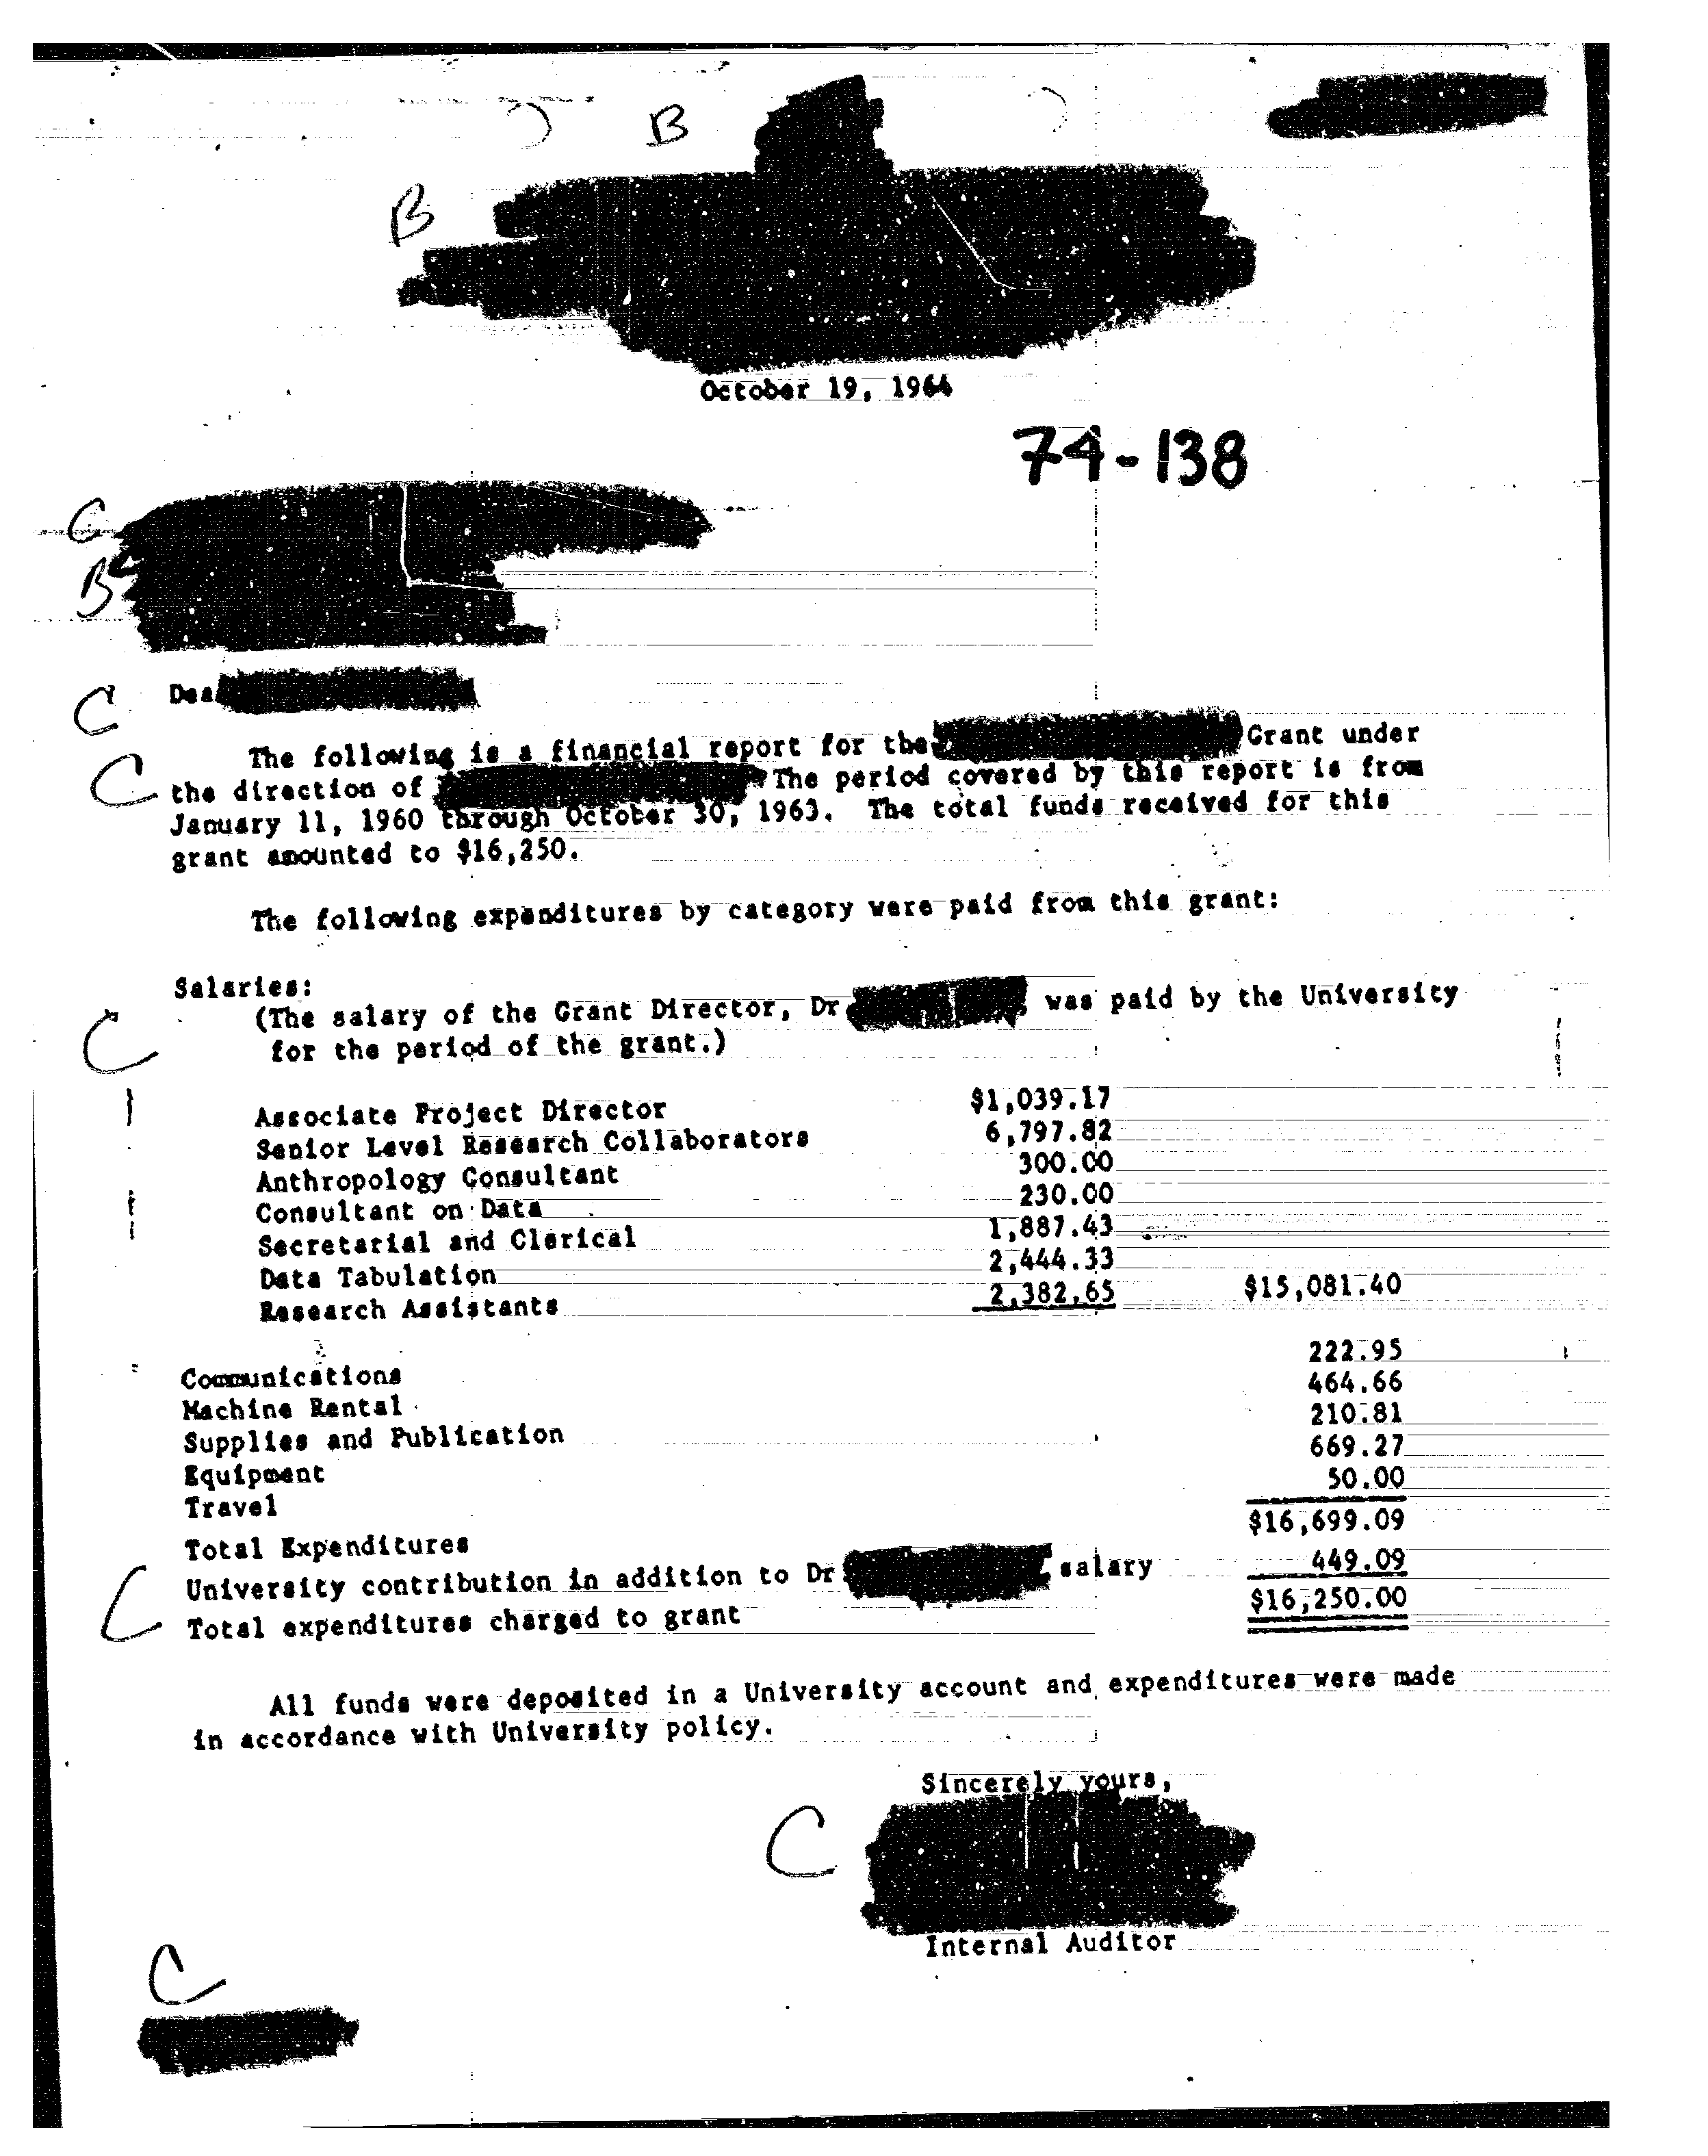 B
B
October 19, 1964
74-138
C
B
C Dea
The following is a financial report for the Grant under
C the direction of The period covered by this report is from
January 11, 1960 through October 30, 1963. The total funds received for this
grant amounted to $16,250.
The following expenditures by category were paid from this grant:
Salaries:
(The salary of the Grant Director, Dr was paid by the University
C for the period of the grant.)
Associate Project Director $1,039.17
Senior Level Research Collaborators 6,797.82
Anthropology Consultant 300.00
Consultant on Data 230.00
Secretarial and Clerical 1,887.43
Data Tabulation 2,444.33
Research Assistants 2,382.65 $15,081.40
Communications 222.95
Machine Rental 464.66
Supplies and Publication 210.81
Equipment 669.27
Travel 50.00
Total Expenditures $16,699.09
University contribution in addition to Dr salary 449.09
C Total expenditures charged to grant $16,250.00
All funds were deposited in a University account and expenditures were made
in accordance with University policy.
Sincerely yours,
C
Internal Auditor
C